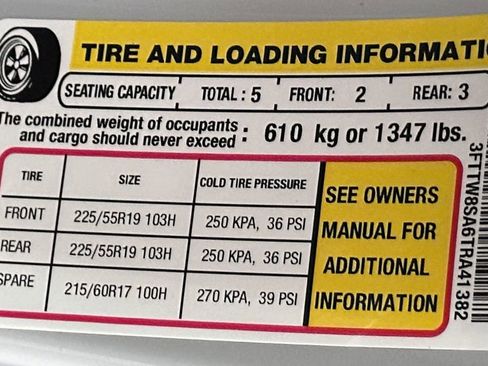 TIRE AND LOADING INFORMATI
SEATING CAPACITY TOTAL : 5 FRONT: 2 REAR: 3
The combined weight of occupants
and cargo should never exceed : 610 kg or 1347 lbs.
TIRE SIZE COLD TIRE PRESSURE
FRONT 225/55R19 103H 250 KPA, 36 PSI
REAR 225/55R19 103H 250 KPA, 36 PSI
SPARE 215/60R17 100H 270 KPA, 39 PSI
SEE OWNERS
MANUAL FOR
ADDITIONAL
INFORMATION
3FTTW8SA6TRA41382